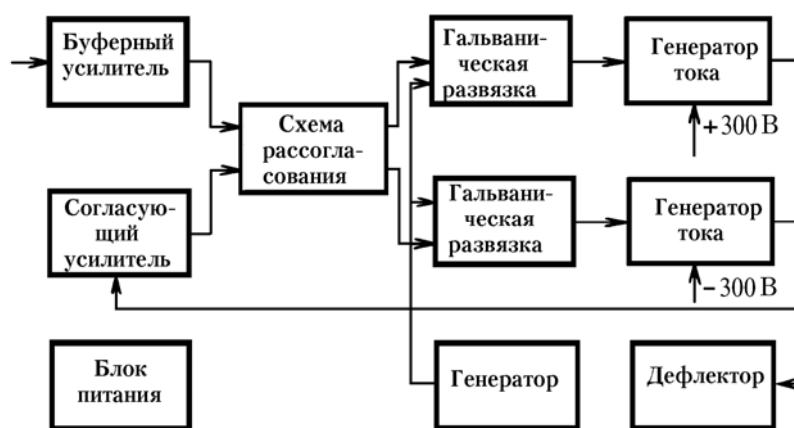 Буферный
усилитель
Гальвани-
ческая
развязка
Генератор
тока
+300 В
Схема
рассогла-
сования
Согласую-
щий
усилитель
Гальвани-
ческая
развязка
Генератор
тока
−300 В
Блок
питания
Генератор
Дефлектор